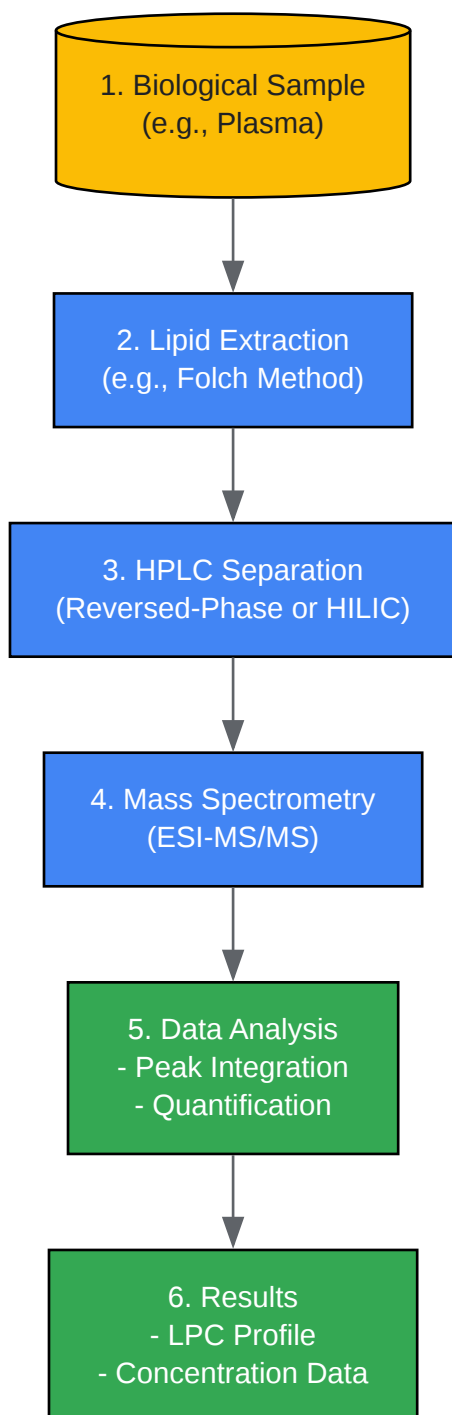 1. Biological Sample
(e.g., Plasma)
2. Lipid Extraction
(e.g., Folch Method)
3. HPLC Separation
(Reversed-Phase or HILIC)
4. Mass Spectrometry
(ESI-MS/MS)
5. Data Analysis
- Peak Integration
- Quantification
6. Results
- LPC Profile
- Concentration Data